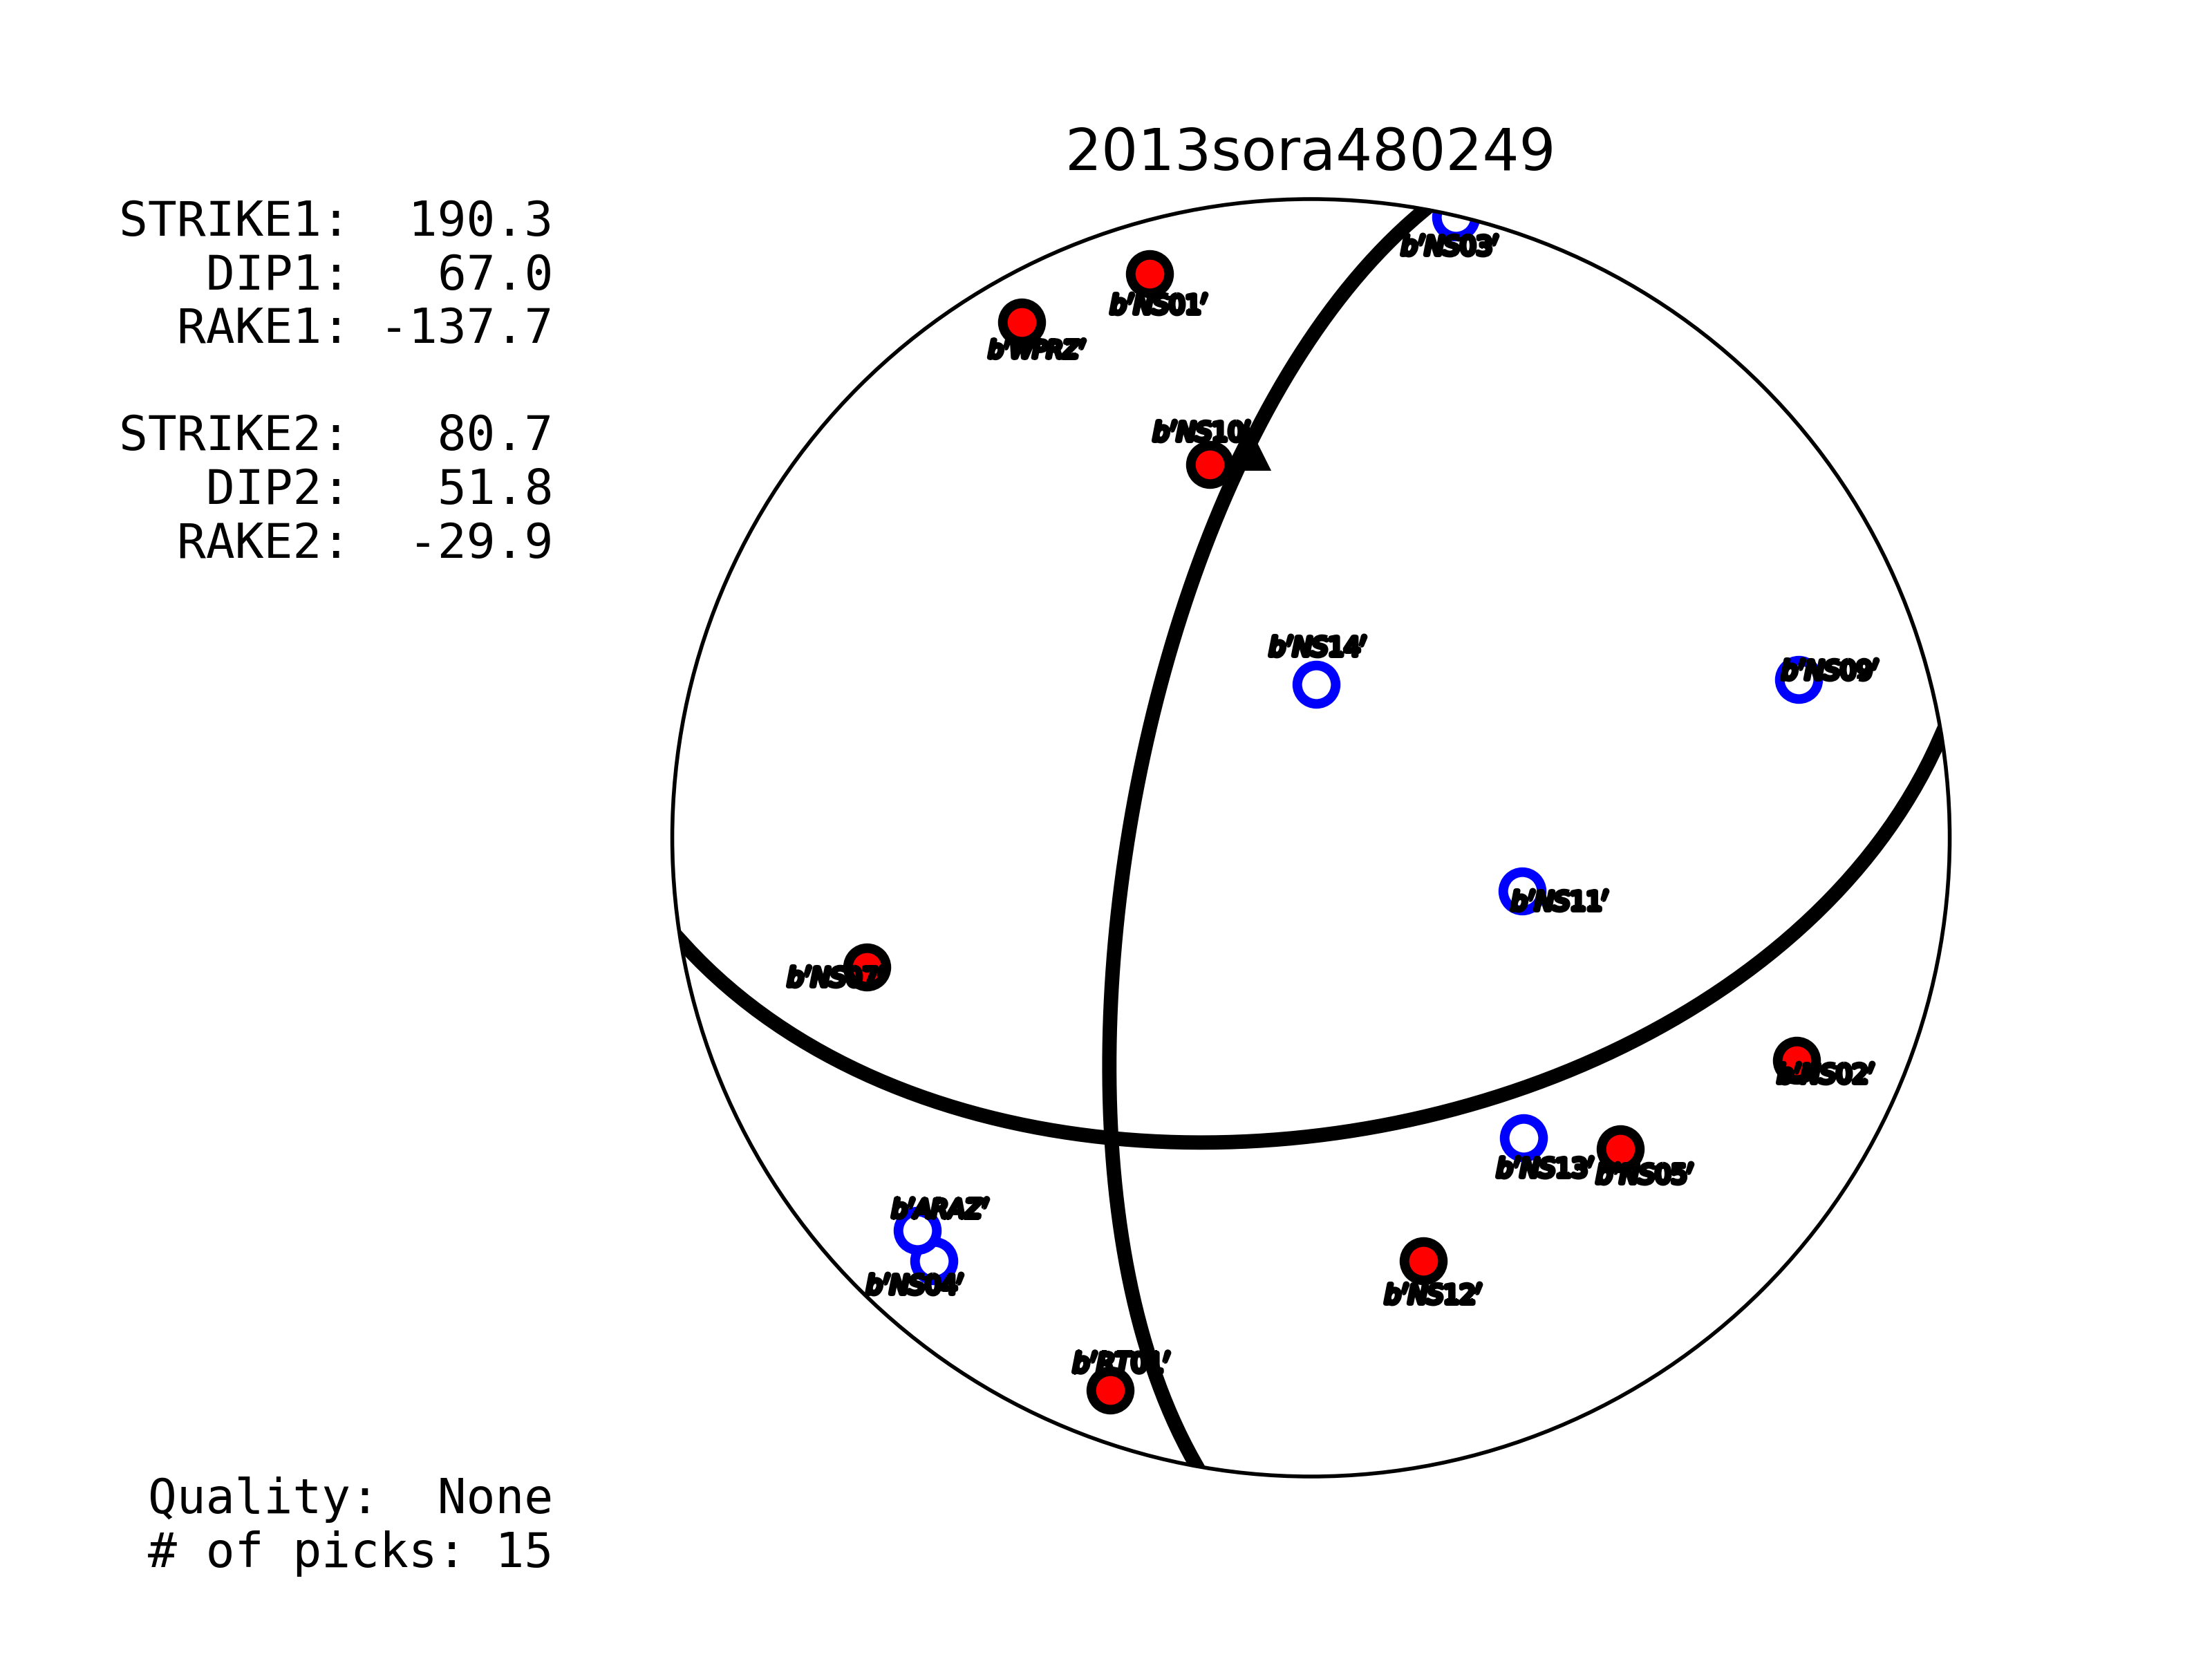 2013sora480249
STRIKE1: 190.3
DIP1: 67.0
RAKE1: -137.7
STRIKE2: 80.7
DIP2: 51.8
RAKE2: -29.9
b'NS03'
b'NS01'
b'WPRZ'
b'NS10'
b'NS14'
b'NS09'
b'NS11'
b'NS07'
b'NS02'
b'NS13'
b'NS05'
b'ARAZ'
b'NS04'
b'NS12'
b'RT01'
Quality: None
# of picks: 15